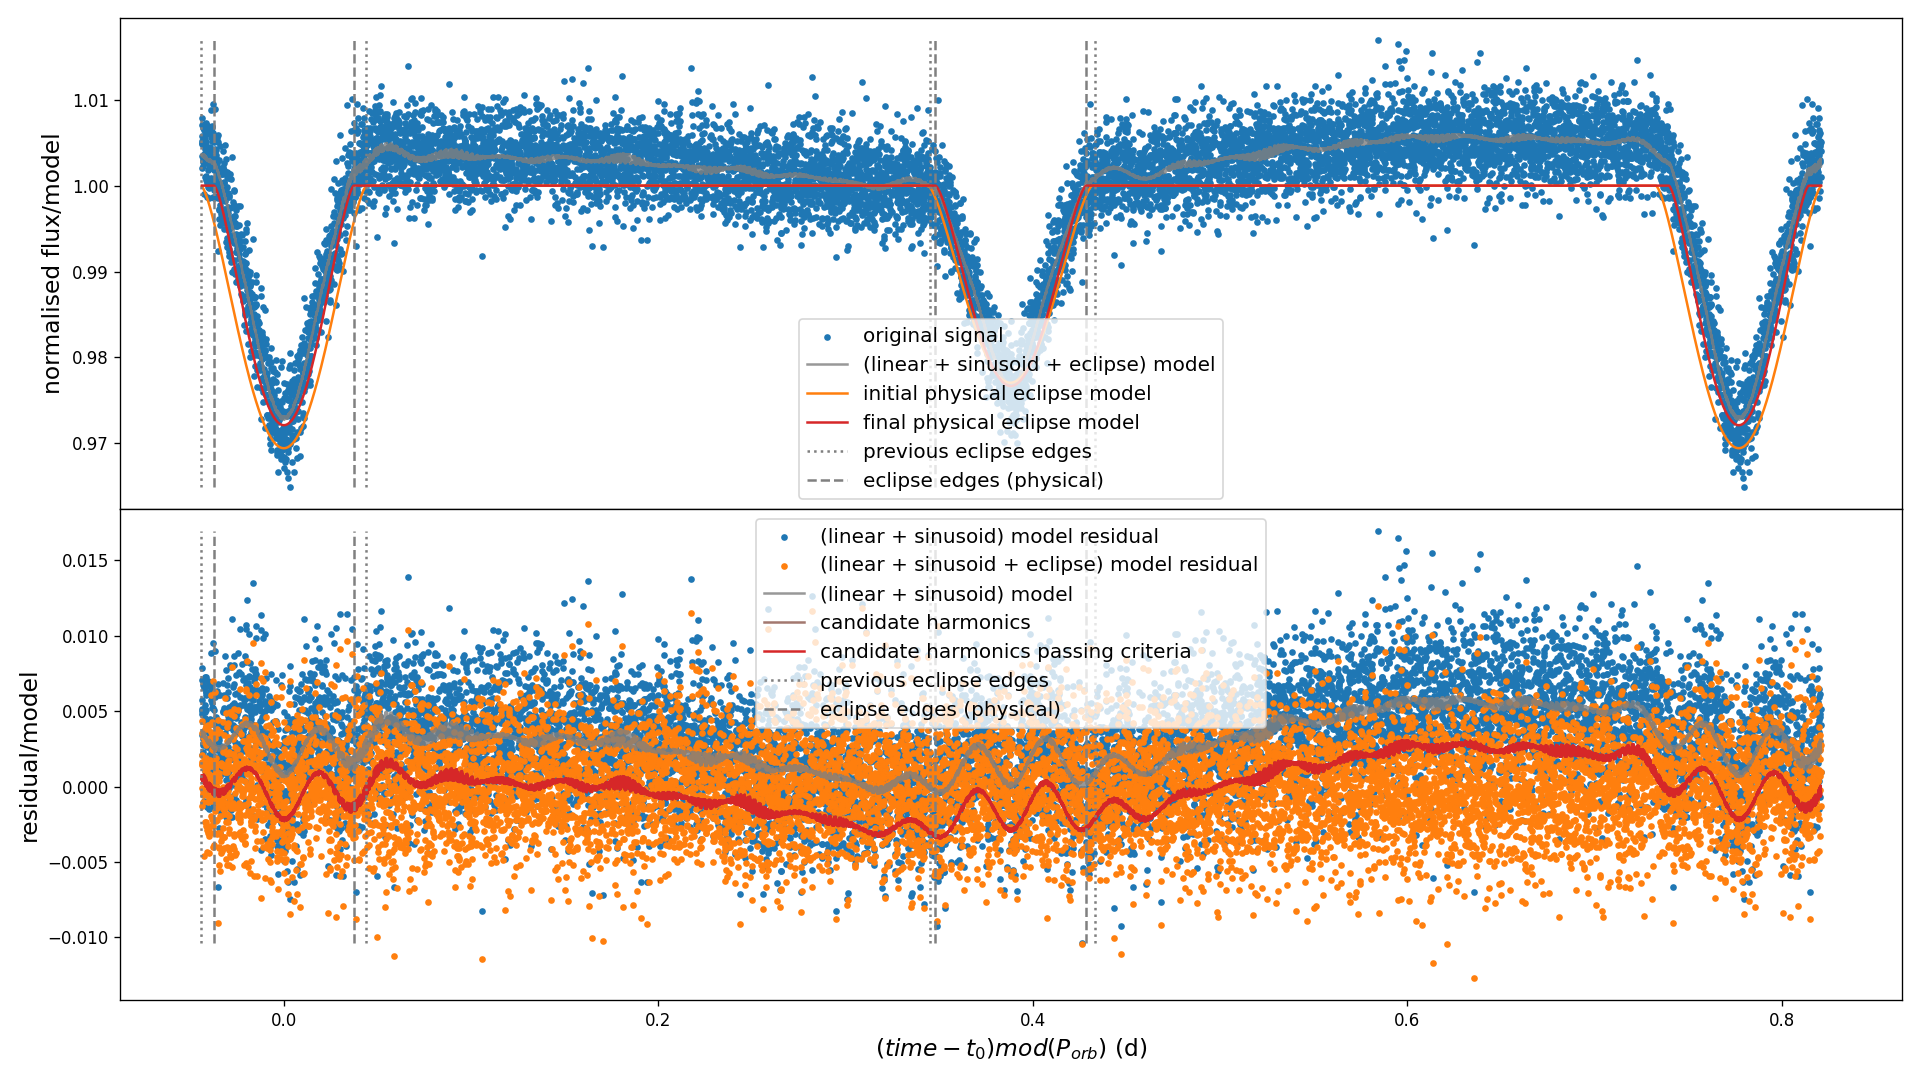 normalised flux/model
1.01
1.00
0.99
0.98
0.97
original signal
(linear + sinusoid + eclipse) model
initial physical eclipse model
final physical eclipse model
previous eclipse edges
eclipse edges (physical)
residual/model
0.015
0.010
0.005
0.000
−0.005
−0.010
(linear + sinusoid) model residual
(linear + sinusoid + eclipse) model residual
(linear + sinusoid) model
candidate harmonics
candidate harmonics passing criteria
previous eclipse edges
eclipse edges (physical)
0.0 0.2 0.4 0.6 0.8
(time − t₀)mod(Pₒᵣb) (d)